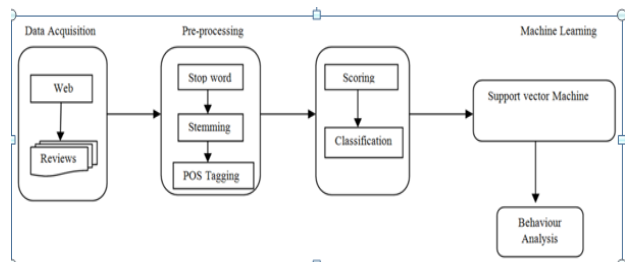 Data Acquisition
Pre-processing
Machine Learning
Web
Reviews
Stop word
Stemming
POS Tagging
Scoring
Classification
Support vector Machine
Behaviour
Analysis